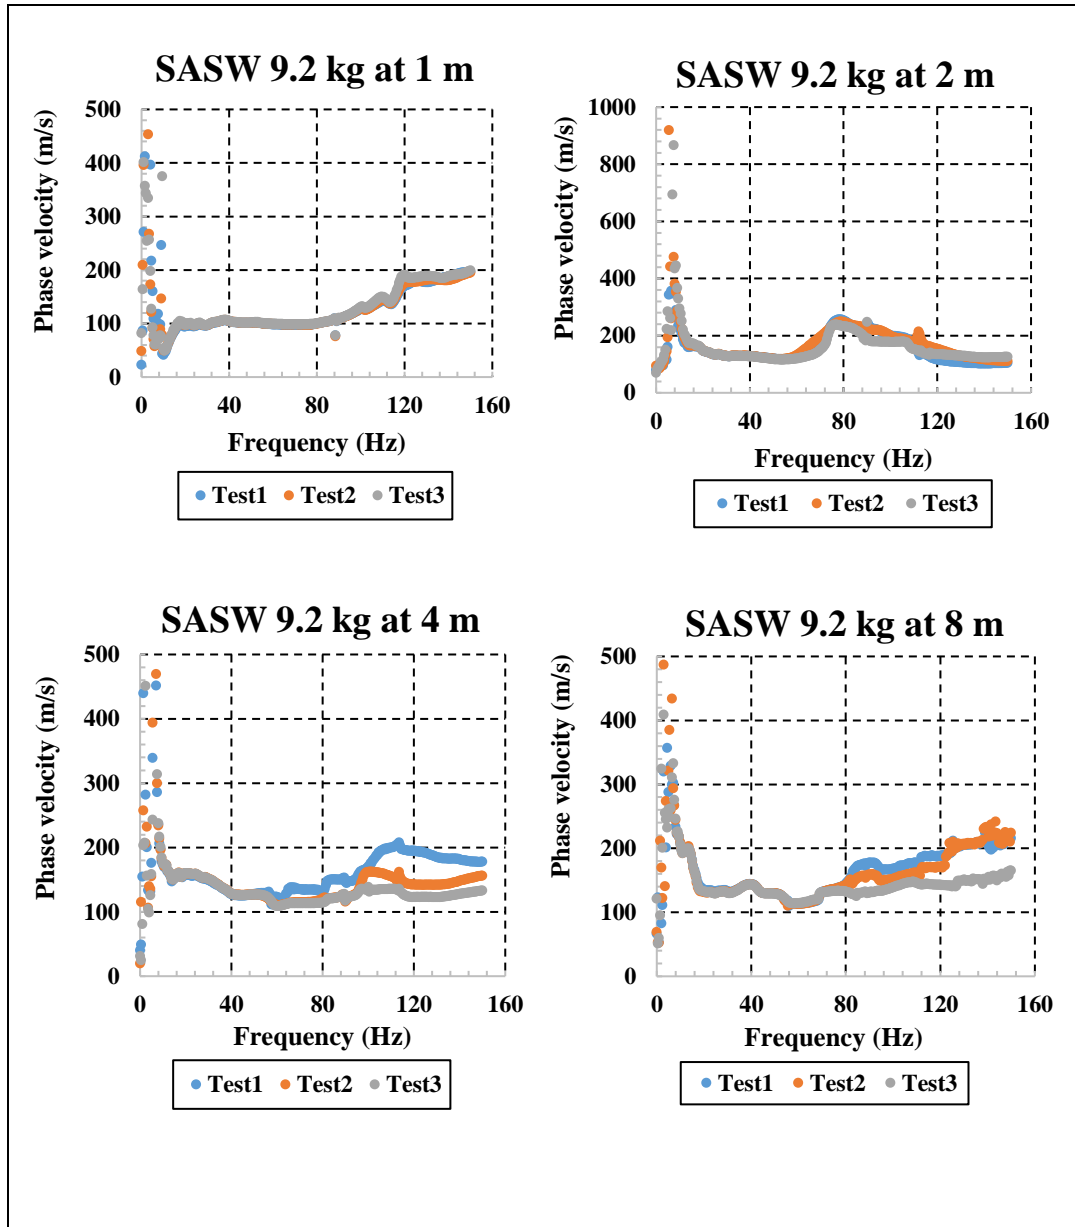 SASW 9.2 kg at 1 m
500
400
300
200
100
0
0 40 80 120 160
Phase velocity (m/s)
Frequency (Hz)
Test1 Test2 Test3
SASW 9.2 kg at 2 m
1000
800
600
400
200
0
0 40 80 120 160
Phase velocity (m/s)
Frequency (Hz)
Test1 Test2 Test3
SASW 9.2 kg at 4 m
500
400
300
200
100
0
0 40 80 120 160
Phase velocity (m/s)
Frequency (Hz)
Test1 Test2 Test3
SASW 9.2 kg at 8 m
500
400
300
200
100
0
0 40 80 120 160
Phase velocity (m/s)
Frequency (Hz)
Test1 Test2 Test3